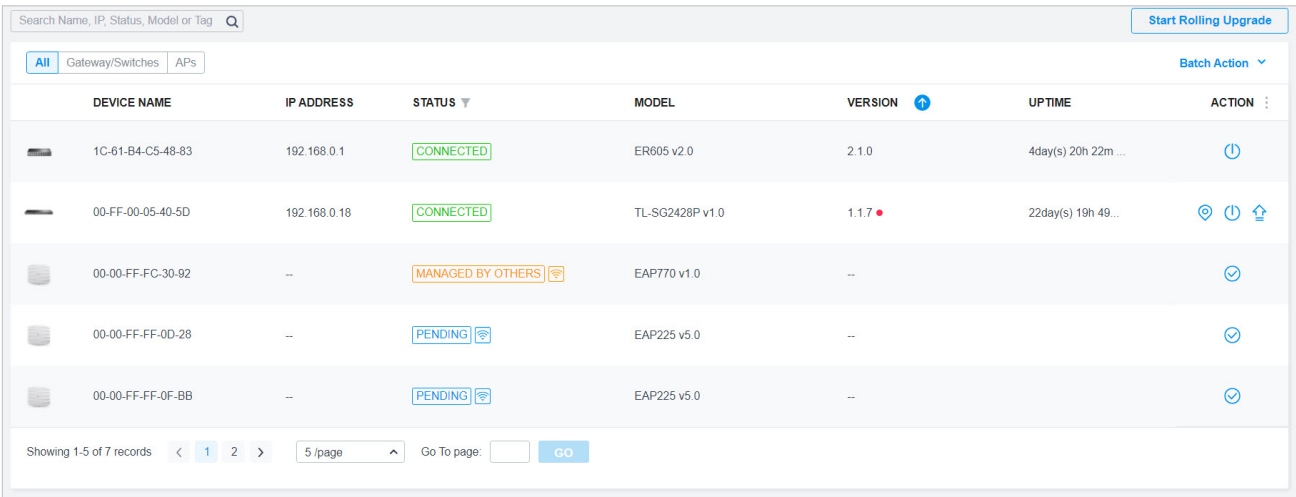 Search Name, IP, Status, Model or Tag Start Rolling Upgrade
All Gateway/Switches APs Batch Action
DEVICE NAME IP ADDRESS STATUS MODEL VERSION UPTIME ACTION
1C-61-B4-C5-48-83 192.168.0.1 CONNECTED ER605 v2.0 2.1.0 4day(s) 20h 22m ...
00-FF-00-05-40-5D 192.168.0.18 CONNECTED TL-SG2428P v1.0 1.1.7 22day(s) 19h 49...
00-00-FF-FC-30-92 -- MANAGED BY OTHERS EAP770 v1.0 --
00-00-FF-FF-0D-28 -- PENDING EAP225 v5.0 --
00-00-FF-FF-0F-BB -- PENDING EAP225 v5.0 --
Showing 1-5 of 7 records < 1 2 > 5 /page Go To page: GO